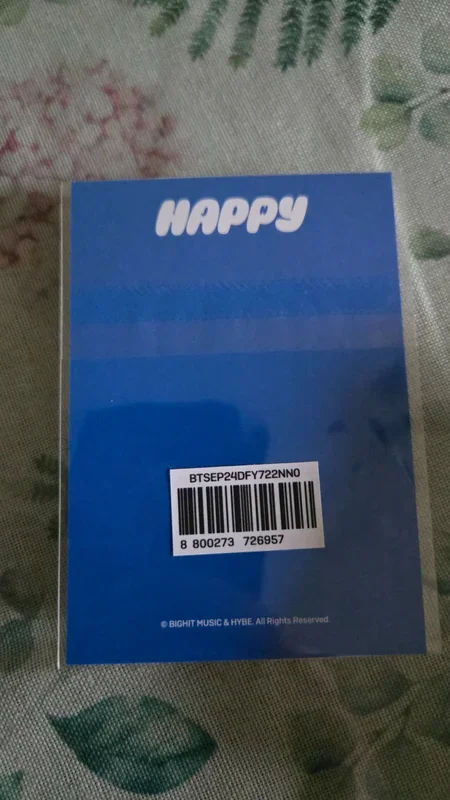 HAPPY
BTSEP24DFY722NN0
8 800273 726957
© BIGHIT MUSIC & HYBE. All Rights Reserved.